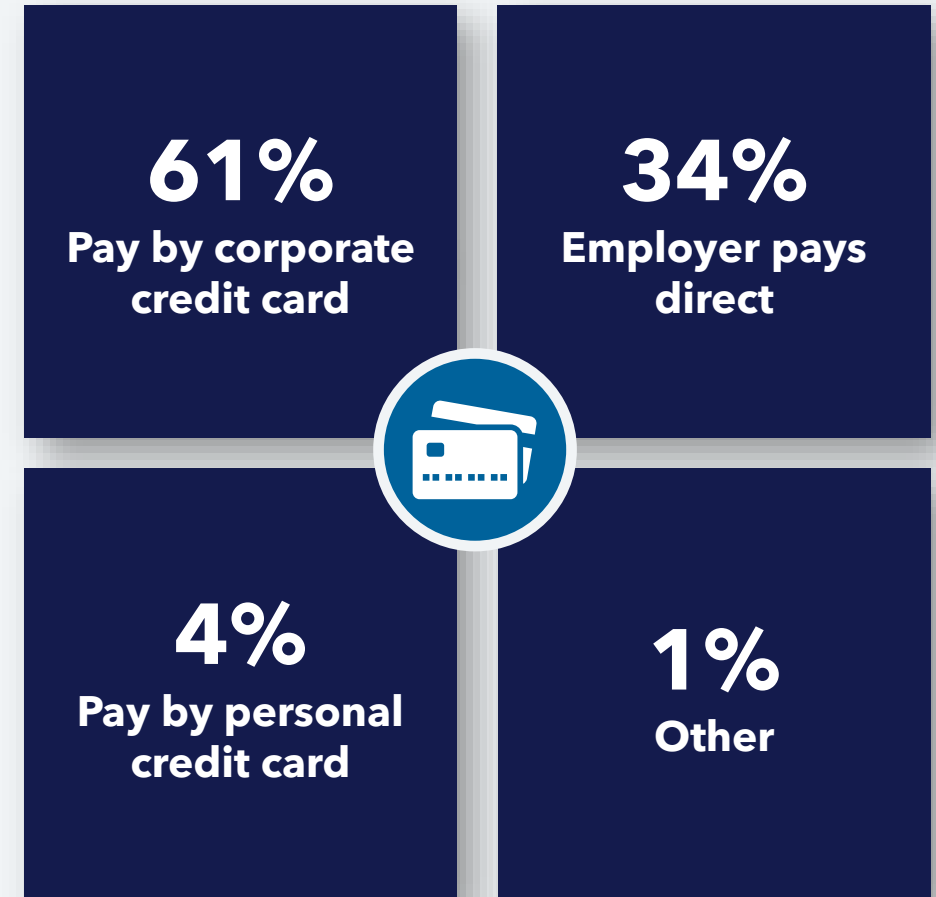 61%
Pay by corporate
credit card
34%
Employer pays
direct
4%
Pay by personal
credit card
1%
Other